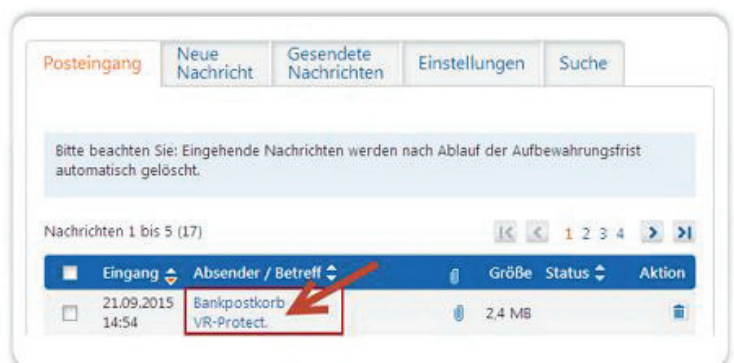 Posteingang Neue Nachricht Gesendete Nachrichten Einstellungen Suche
Bitte beachten Sie: Eingehende Nachrichten werden nach Ablauf der Aufbewahrungsfrist
automatisch gelöscht.
Nachrichten 1 bis 5 (17) 1 2 3 4
Eingang Absender / Betreff Größe Status Aktion
21.09.2015 Bankpostkorb 2,4 MB
14:54 VR-Protect.